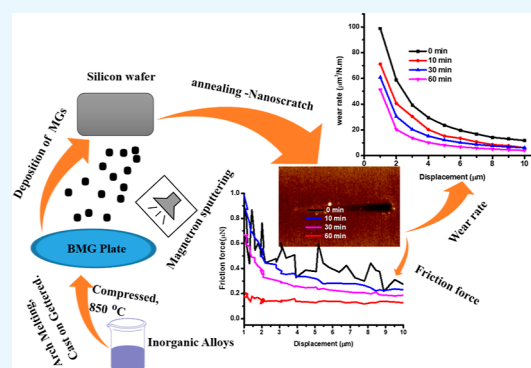 Silicon wafer
annealing -Nanoscratch
Deposition of MGs
Magnetron sputtering
BMG Plate
Arch Melting,
Cast on Gettered.
Compressed,
850 °C
Inorganic Alloys
wear rate (µm³/N.m)
100
80
60
40
20
0
0 min
10 min
30 min
60 min
0 2 4 6 8 10
Displacement (µm)
Wear rate
Friction force
Friction force(µN)
1.0
0.8
0.6
0.4
0.2
0.0
0 min
10 min
30 min
60 min
1 2 3 4 5 6 7 8 9 10
Displacement (µm)